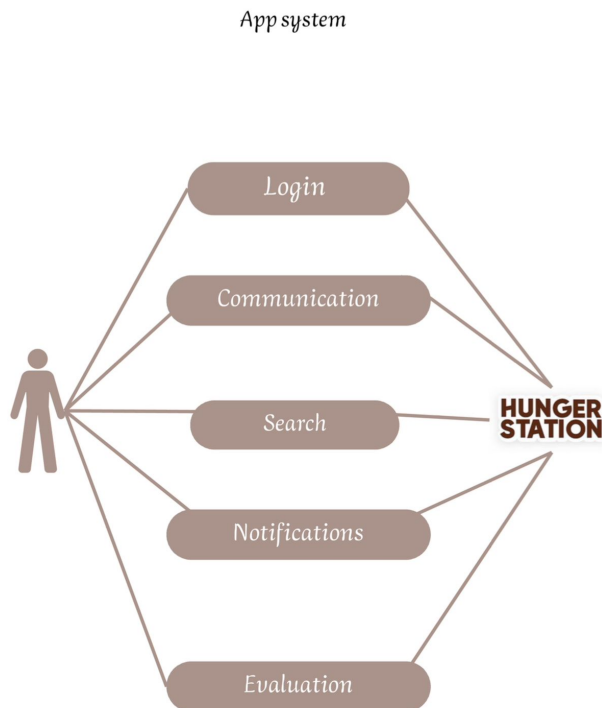 App system
Login
Communication
Search
HUNGER
STATION
Notifications
Evaluation